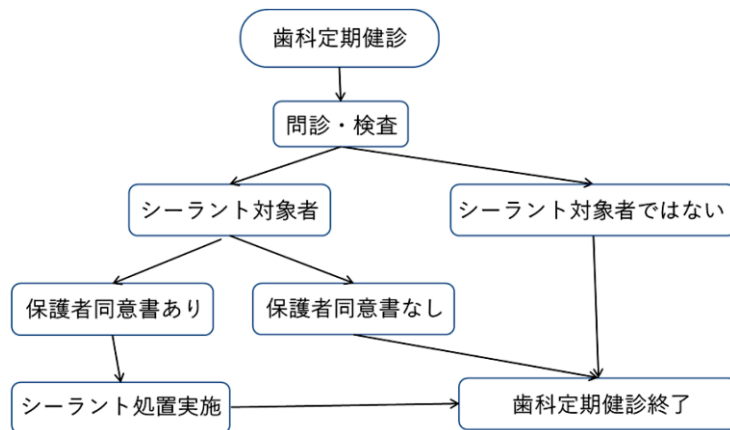 歯科定期健診
問診・検査
シーラント対象者
シーラント対象者ではない
保護者同意書あり
保護者同意書なし
シーラント処置実施
歯科定期健診終了